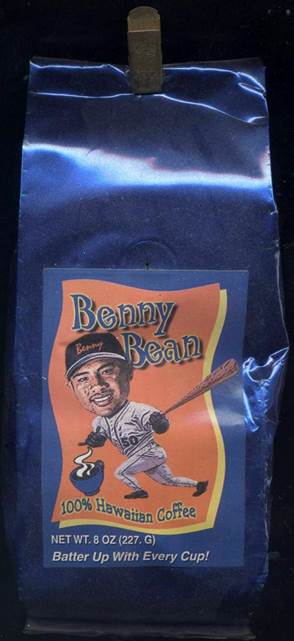 Benny
Bean
Benny
50
100% Hawaiian Coffee
NET WT. 8 OZ (227. G)
Batter Up With Every Cup!